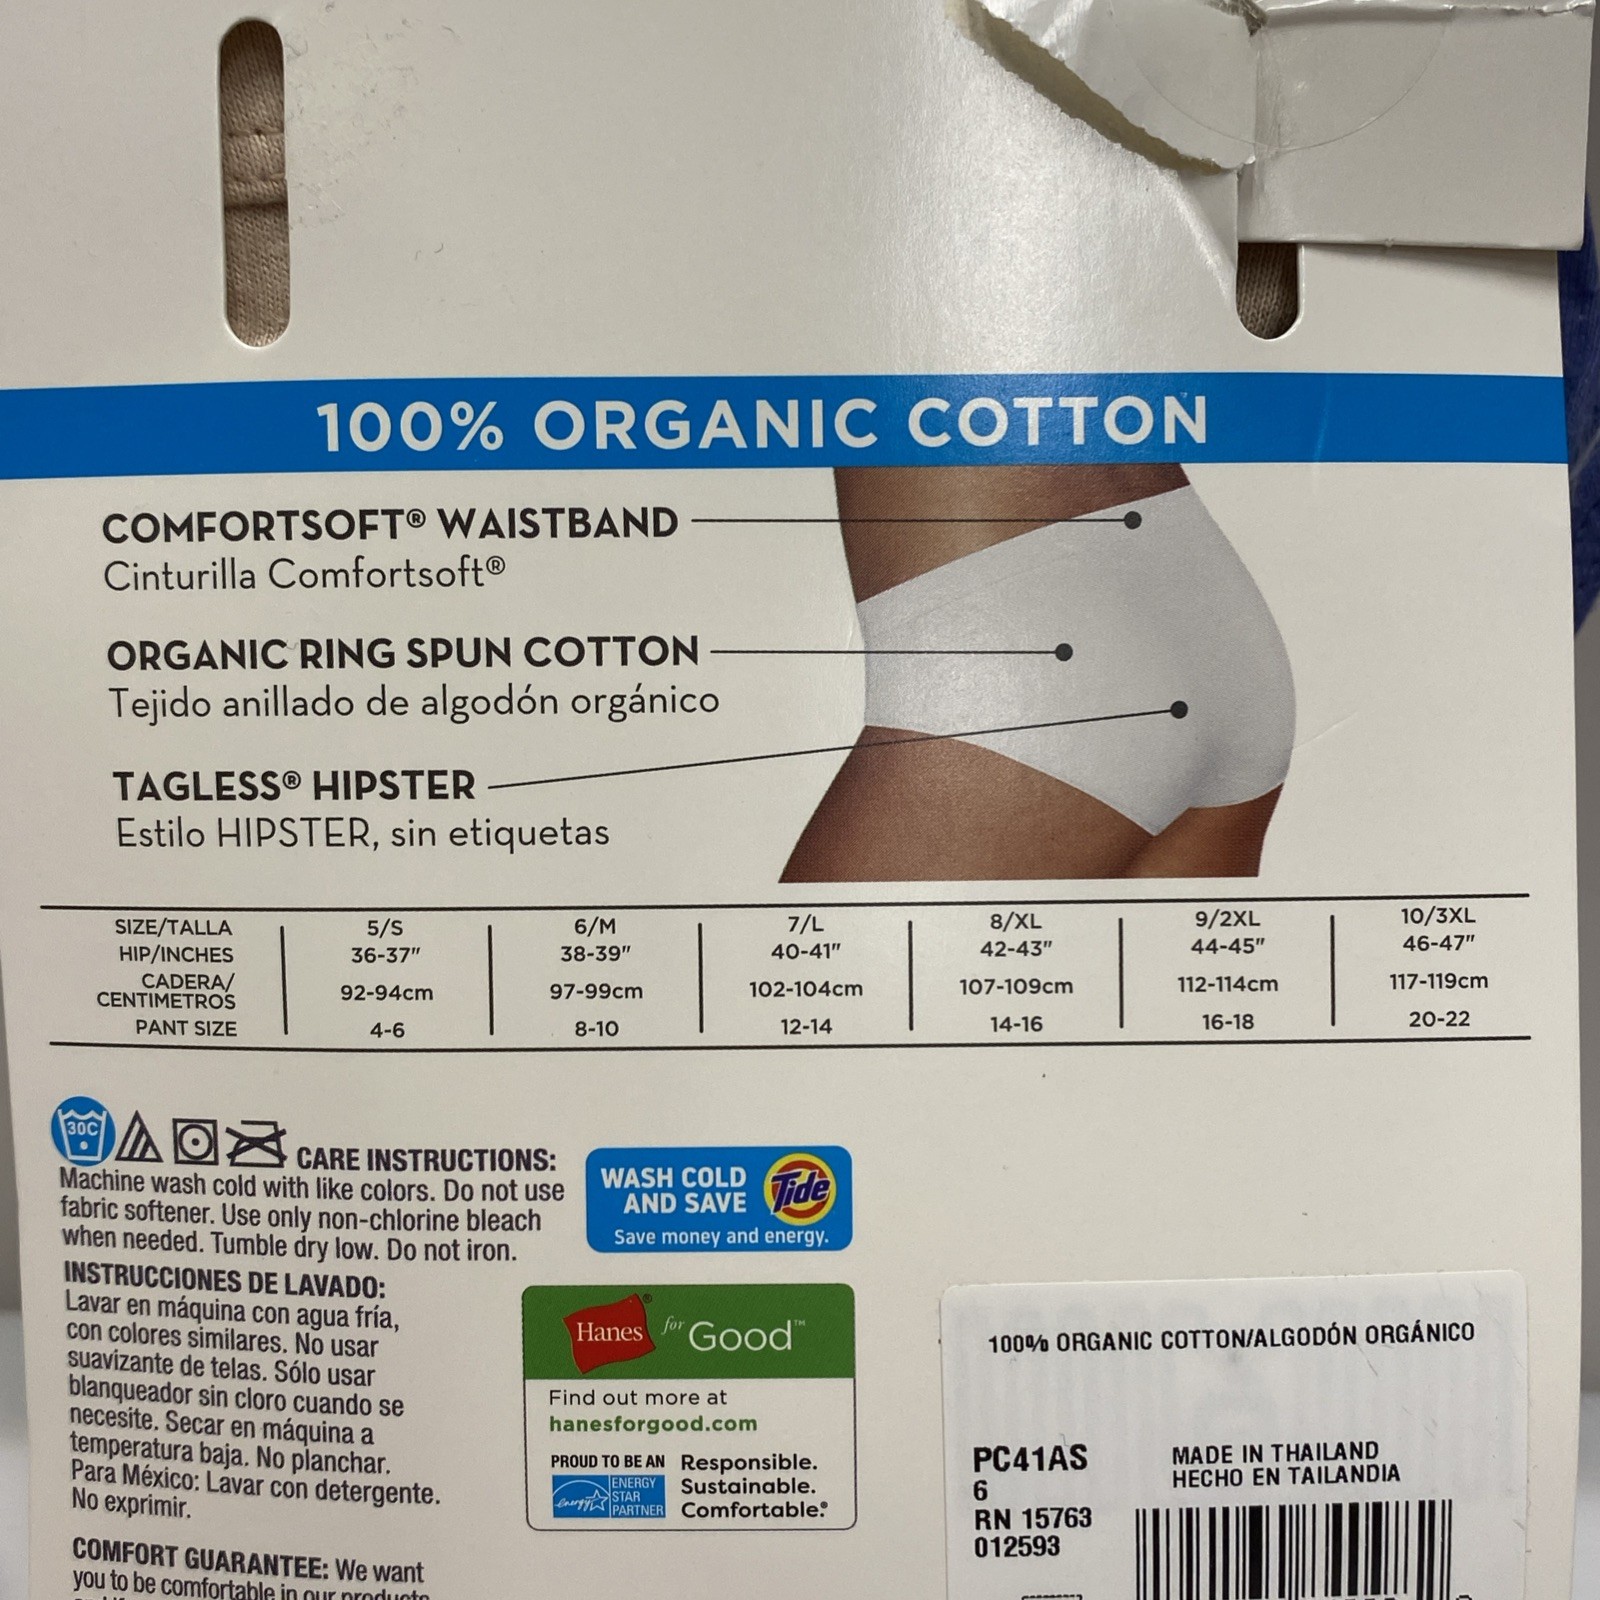 100% ORGANIC COTTON
COMFORTSOFT® WAISTBAND
Cinturilla Comfortsoft®
ORGANIC RING SPUN COTTON
Tejido anillado de algodón orgánico
TAGLESS® HIPSTER
Estilo HIPSTER, sin etiquetas
SIZE/TALLA 5/S 6/M 7/L 8/XL 9/2XL 10/3XL
HIP/INCHES 36-37" 38-39" 40-41" 42-43" 44-45" 46-47"
CADERA/
CENTIMETROS 92-94cm 97-99cm 102-104cm 107-109cm 112-114cm 117-119cm
PANT SIZE 4-6 8-10 12-14 14-16 16-18 20-22
30C
CARE INSTRUCTIONS:
Machine wash cold with like colors. Do not use
fabric softener. Use only non-chlorine bleach
when needed. Tumble dry low. Do not iron.
INSTRUCCIONES DE LAVADO:
Lavar en máquina con agua fría,
con colores similares. No usar
suavizante de telas. Sólo usar
blanqueador sin cloro cuando se
necesite. Secar en máquina a
temperatura baja. No planchar.
Para México: Lavar con detergente.
No exprimir.
COMFORT GUARANTEE: We want
you to be comfortable in our products
WASH COLD
AND SAVE
Tide
Save money and energy.
Hanes® for Good™
Find out more at
hanesforgood.com
PROUD TO BE AN
energy
ENERGY
STAR
PARTNER
Responsible.
Sustainable.
Comfortable.®
100% ORGANIC COTTON/ALGODÓN ORGÁNICO
PC41AS
6
RN 15763
012593
MADE IN THAILAND
HECHO EN TAILANDIA